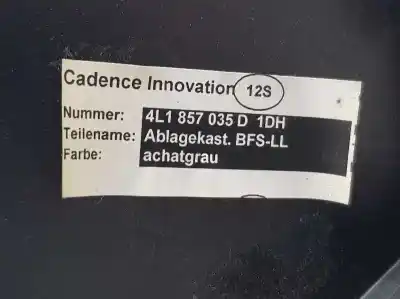 Cadence Innovation 12S
Nummer: 4L1 857 035 D 1DH
Teilename: Ablagekast. BFS-LL
Farbe: achatgrau